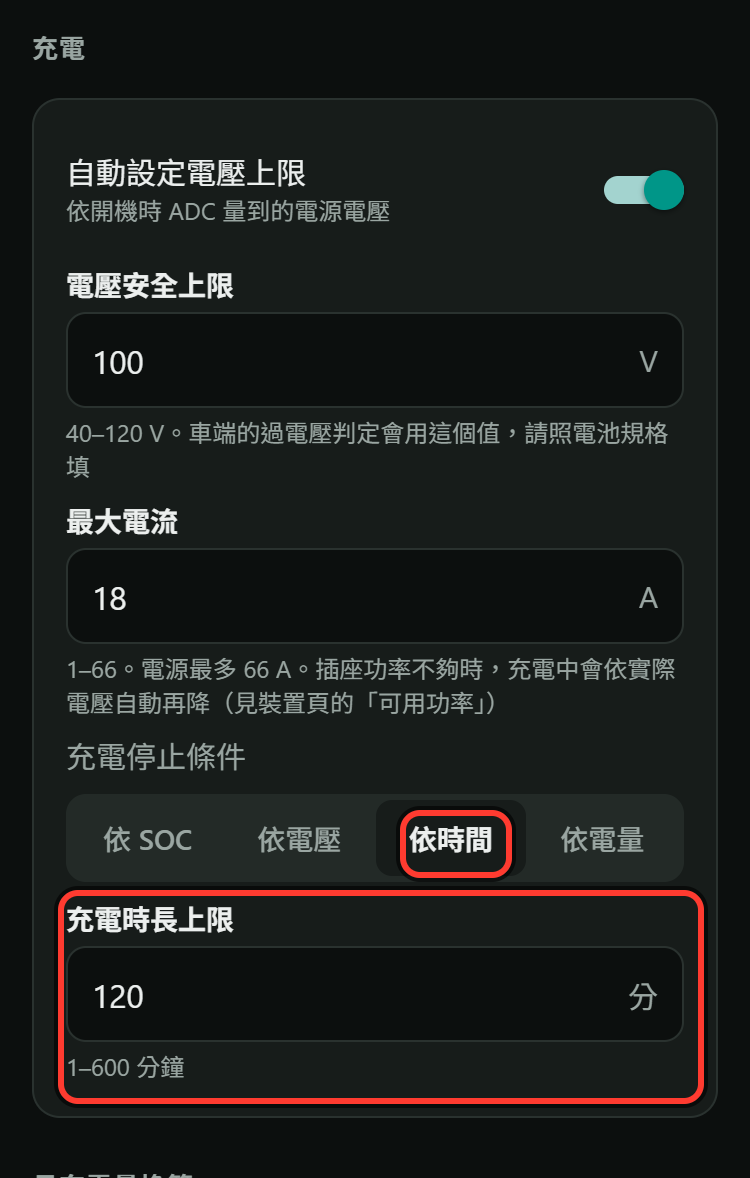 充電
自動設定電壓上限
依開機時 ADC 量到的電源電壓
電壓安全上限
100 V
40–120 V。車端的過電壓判定會用這個值，請照電池規格
填
最大電流
18 A
1–66。電源最多 66 A。插座功率不夠時，充電中會依實際
電壓自動再降（見裝置頁的「可用功率」）
充電停止條件
依 SOC 依電壓 依時間 依電量
充電時長上限
120 分
1–600 分鐘